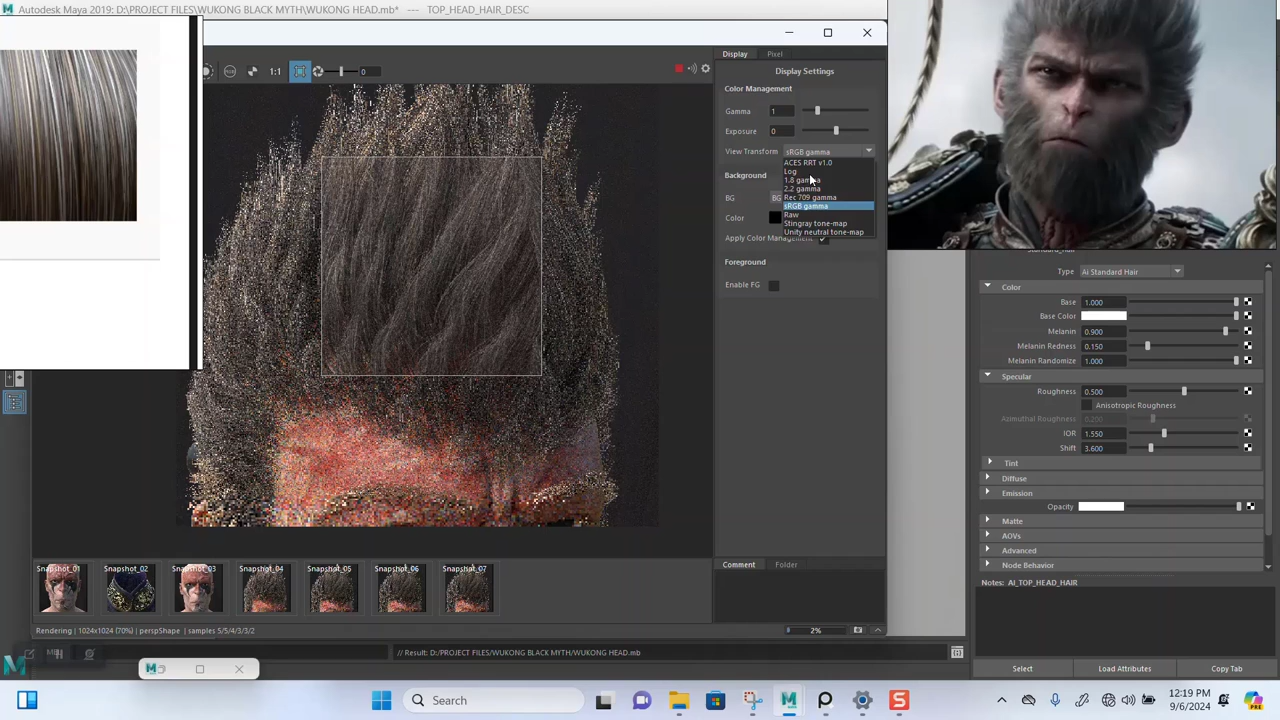 Autodesk Maya 2019: D:\PROJECT FILES\WUKONG BLACK MYTH\WUKONG HEAD.mb* --- TOP_HEAD_HAIR_DESC
1:1
0
Display
Pixel
Display Settings
Color Management
Gamma
1
Exposure
0
View Transform
sRGB gamma
ACES RRT v1.0
Log
1.8 gamma
2.2 gamma
Rec 709 gamma
sRGB gamma
Raw
Stingray tone-map
Unity neutral tone-map
Background
BG
BG
Color
Apply Color Management
Foreground
Enable FG
Type
Ai Standard Hair
Color
Base
1.000
Base Color
Melanin
0.900
Melanin Redness
0.150
Melanin Randomize
1.000
Specular
Roughness
0.500
Anisotropic Roughness
Azimuthal Roughness
0.200
IOR
1.550
Shift
3.600
Tint
Diffuse
Emission
Opacity
Matte
AOVs
Advanced
Node Behavior
Notes: AI_TOP_HEAD_HAIR
Select
Load Attributes
Copy Tab
Snapshot_01
Snapshot_02
Snapshot_03
Snapshot_04
Snapshot_05
Snapshot_06
Snapshot_07
Comment
Folder
Rendering | 1024x1024 (70%) | perspShape | samples 5/5/4/3/3/2
2%
// Result: D:/PROJECT FILES/WUKONG BLACK MYTH/WUKONG HEAD.mb
Search
12:19 PM
9/6/2024